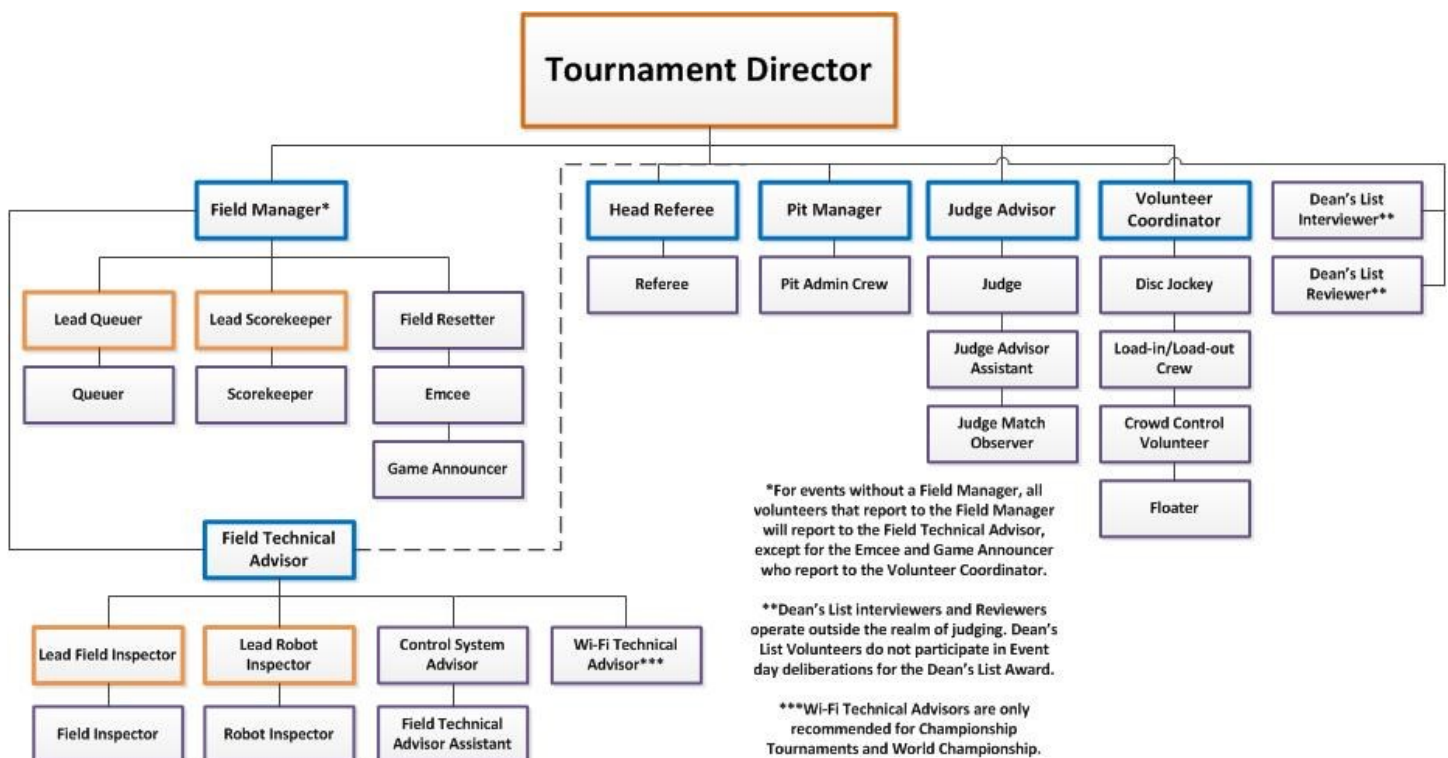 Tournament Director
Field Manager*
Head Referee
Pit Manager
Judge Advisor
Volunteer
Coordinator
Dean's List
Interviewer**
Referee
Pit Admin Crew
Judge
Disc Jockey
Dean's List
Reviewer**
Lead Queuer
Lead Scorekeeper
Field Resetter
Judge Advisor
Assistant
Load-in/Load-out
Crew
Queuer
Scorekeeper
Emcee
Judge Match
Observer
Crowd Control
Volunteer
Game Announcer
Floater
*For events without a Field Manager, all
volunteers that report to the Field Manager
will report to the Field Technical Advisor,
except for the Emcee and Game Announcer
who report to the Volunteer Coordinator.
Field Technical
Advisor
**Dean's List interviewers and Reviewers
operate outside the realm of judging. Dean's
List Volunteers do not participate in Event
day deliberations for the Dean's List Award.
Lead Field Inspector
Lead Robot
Inspector
Control System
Advisor
Wi-Fi Technical
Advisor***
Field Inspector
Robot Inspector
Field Technical
Advisor Assistant
***Wi-Fi Technical Advisors are only
recommended for Championship
Tournaments and World Championship.